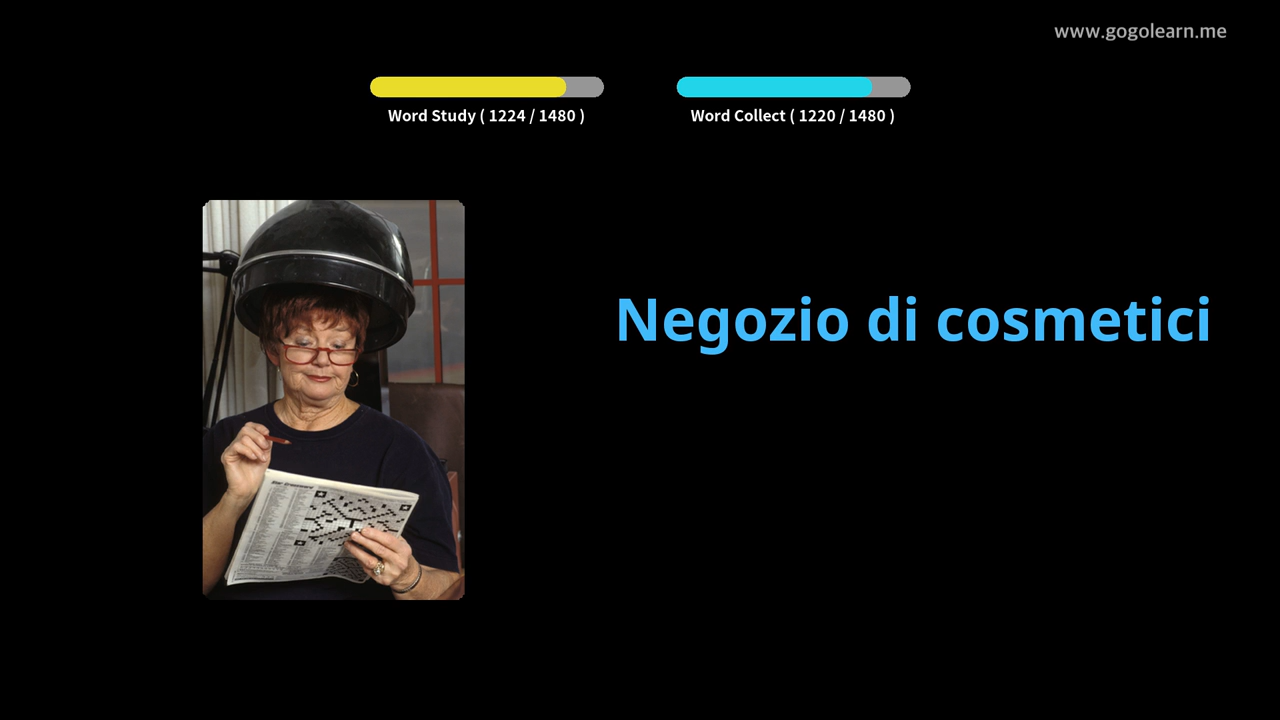 www.gogolearn.me
Word Study ( 1224 / 1480 )
Word Collect ( 1220 / 1480 )
Negozio di cosmetici